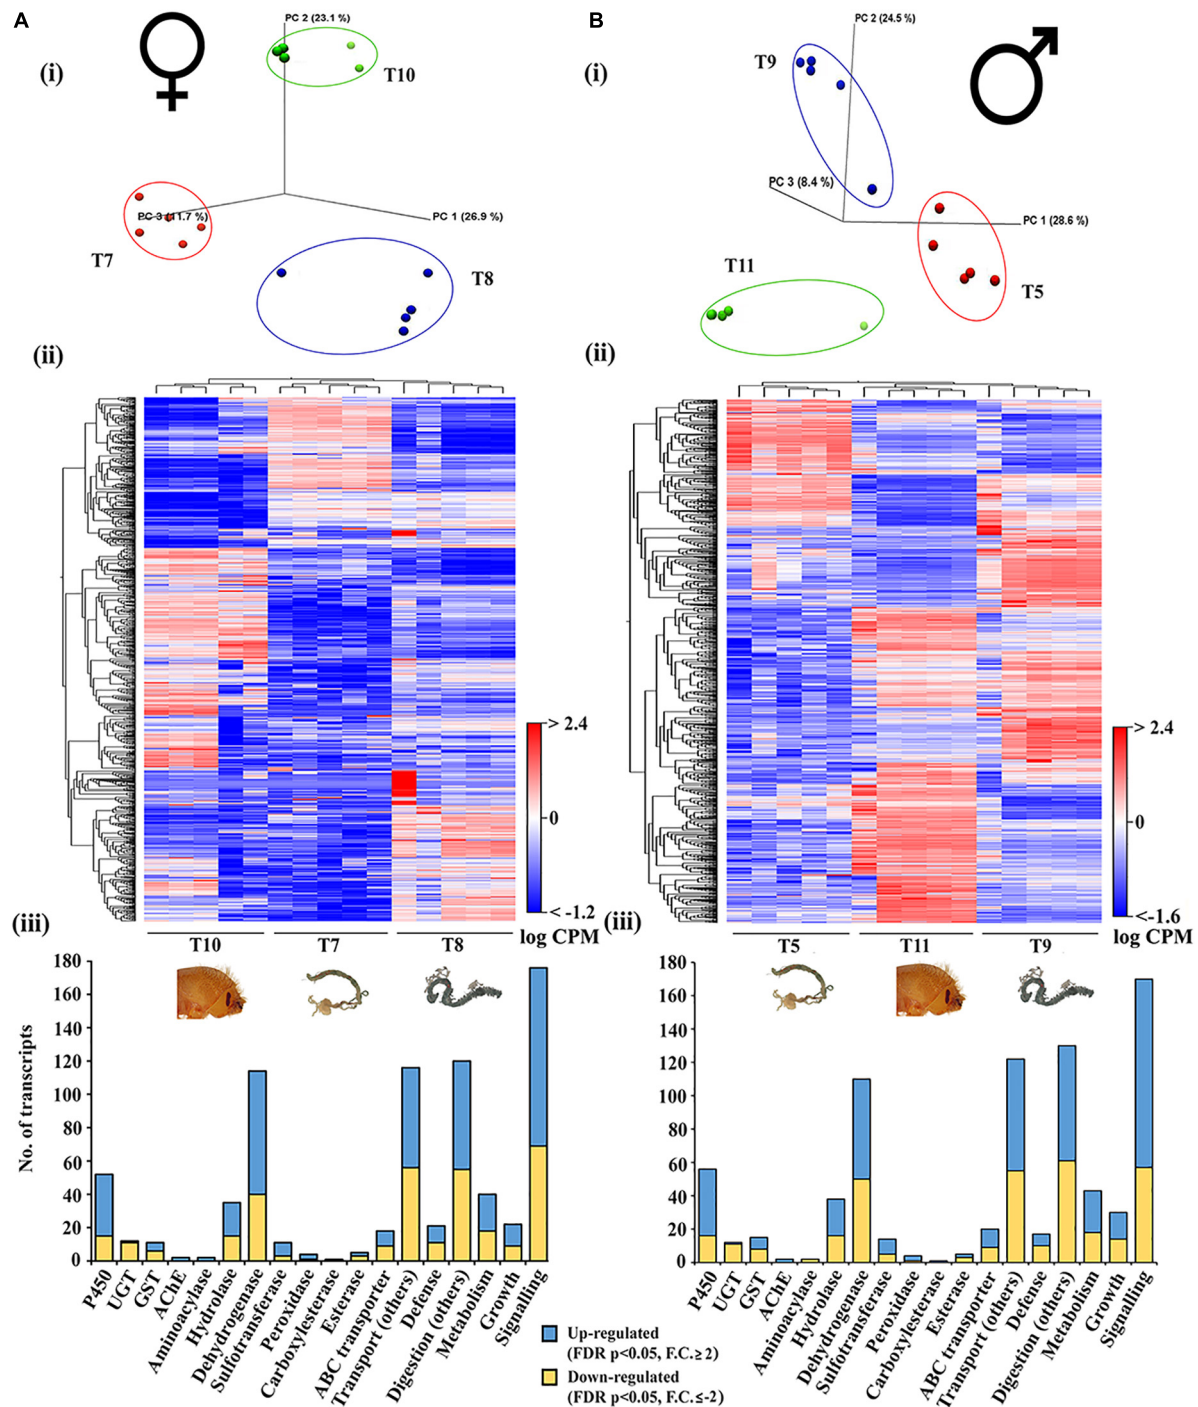 A
B
(i)
PC 2 (23.1 %)
T10
PC 3 (11.7 %)
PC 1 (26.9 %)
T7
T8
(i)
PC 2 (24.5 %)
T9
PC 3 (8.4 %)
PC 1 (28.6 %)
T11
T5
(ii)
> 2.4
0
< -1.2
log CPM
T10 T7 T8
(ii)
> 2.4
0
<-1.6
log CPM
T5 T11 T9
(iii)
No. of transcripts
180
160
140
120
100
80
60
40
20
0
P450
UGT
GST
AChE
Aminoacylase
Hydrolase
Dehydrogenase
Sulfotransferase
Peroxidase
Carboxylesterase
Esterase
ABC transporter
Transport (others)
Defense
Digestion (others)
Metabolism
Growth
Signalling
(iii)
180
160
140
120
100
80
60
40
20
0
P450
UGT
GST
AChE
Aminoacylase
Hydrolase
Dehydrogenase
Sulfotransferase
Peroxidase
Carboxylesterase
Esterase
ABC transporter
Transport (others)
Defense
Digestion (others)
Metabolism
Growth
Signalling
Up-regulated
(FDR p<0.05, F.C.≥2)
Down-regulated
(FDR p<0.05, F.C.≤-2)